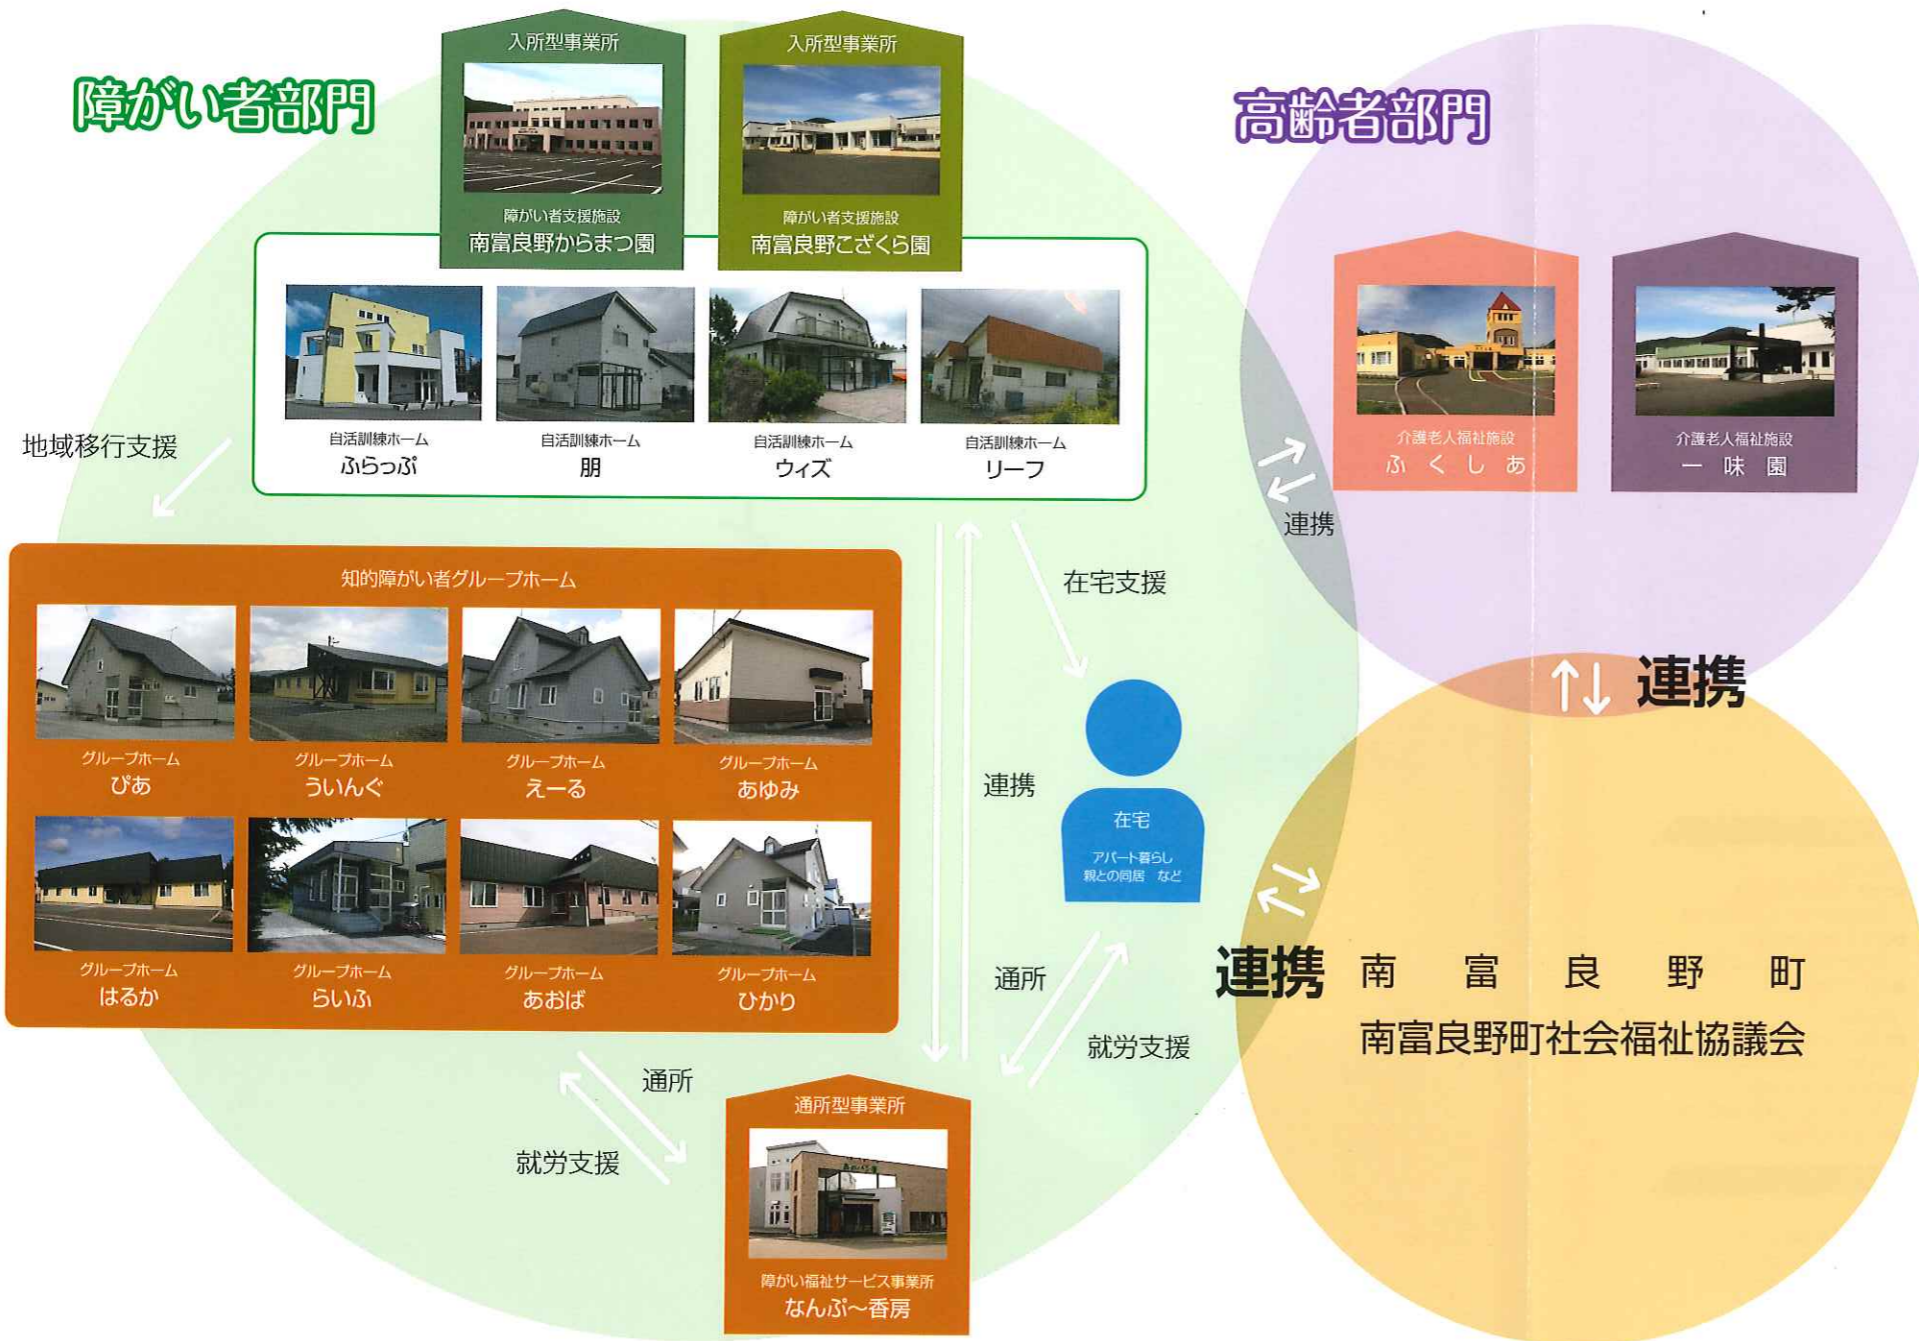 障がい者部門
入所型事業所
障がい者支援施設
南富良野からまつ園
入所型事業所
障がい者支援施設
南富良野こざくら園
自活訓練ホーム
ふらっぷ
自活訓練ホーム
朋
自活訓練ホーム
ウィズ
自活訓練ホーム
リーフ
地域移行支援
知的障がい者グループホーム
グループホーム
ぴあ
グループホーム
ういんぐ
グループホーム
えーる
グループホーム
あゆみ
グループホーム
はるか
グループホーム
らいふ
グループホーム
あおば
グループホーム
ひかり
在宅支援
連携
在宅
アパート暮らし
親との同居 など
通所
就労支援
通所
就労支援
通所型事業所
障がい福祉サービス事業所
なんぷ～香房
高齢者部門
介護老人福祉施設
ふくしあ
介護老人福祉施設
一味園
連携
連携
連携
南富良野町
南富良野町社会福祉協議会